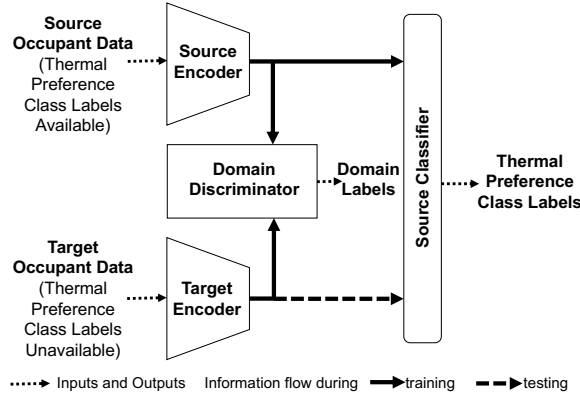 Source
Occupant Data
(Thermal
Preference
Class Labels
Available)
Source
Encoder
Domain
Discriminator
Domain
Labels
Source Classifier
Thermal
Preference
Class Labels
Target
Occupant Data
(Thermal
Preference
Class Labels
Unavailable)
Target
Encoder
Inputs and Outputs Information flow during training testing